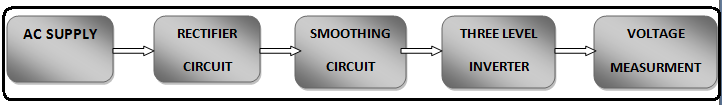 AC SUPPLY
RECTIFIER
CIRCUIT
SMOOTHING
CIRCUIT
THREE LEVEL
INVERTER
VOLTAGE
MEASURMENT